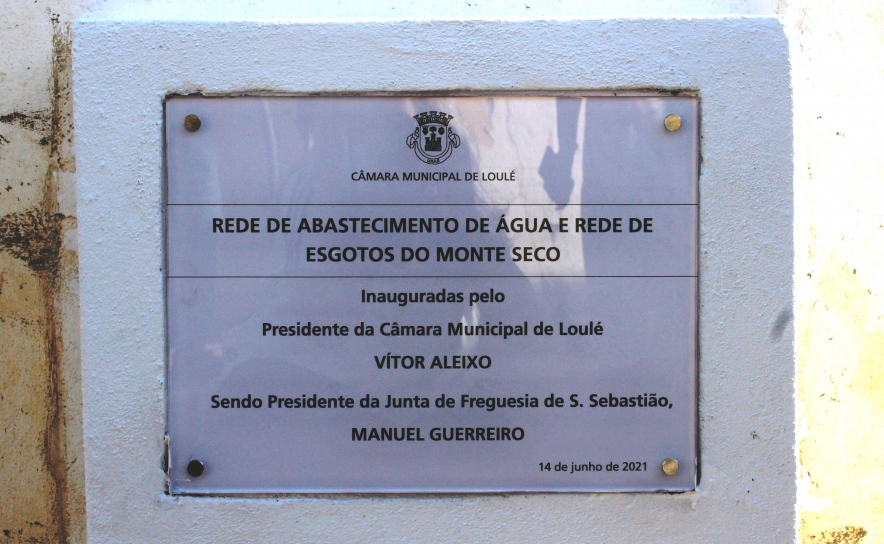 CÂMARA MUNICIPAL DE LOULÉ
REDE DE ABASTECIMENTO DE ÁGUA E REDE DE
ESGOTOS DO MONTE SECO
Inauguradas pelo
Presidente da Câmara Municipal de Loulé
VÍTOR ALEIXO
Sendo Presidente da Junta de Freguesia de S. Sebastião,
MANUEL GUERREIRO
14 de junho de 2021